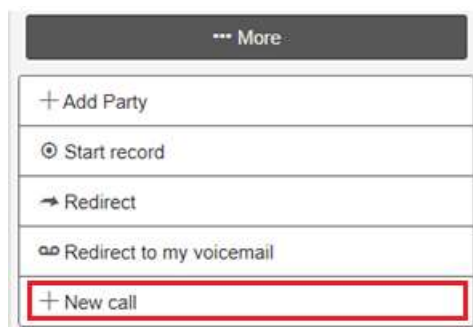 ••• More
Add Party
Start record
Redirect
Redirect to my voicemail
New call